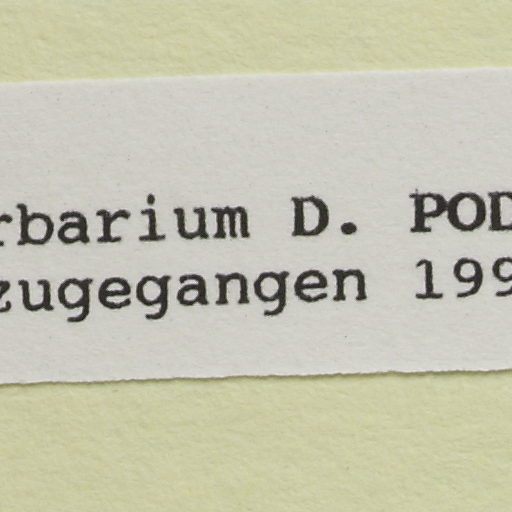 rbarium D. POD
zugegangen 199